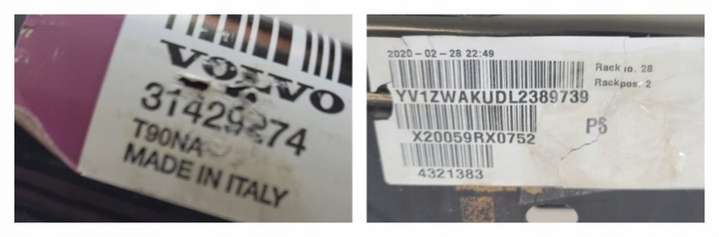 VOLVO
31429274
T90NA
MADE IN ITALY
2020-02-28 22:49
Rack no. 28
Rackpos. 2
YV1ZWAKUDL2389739
P5
X20059RX0752
4321383